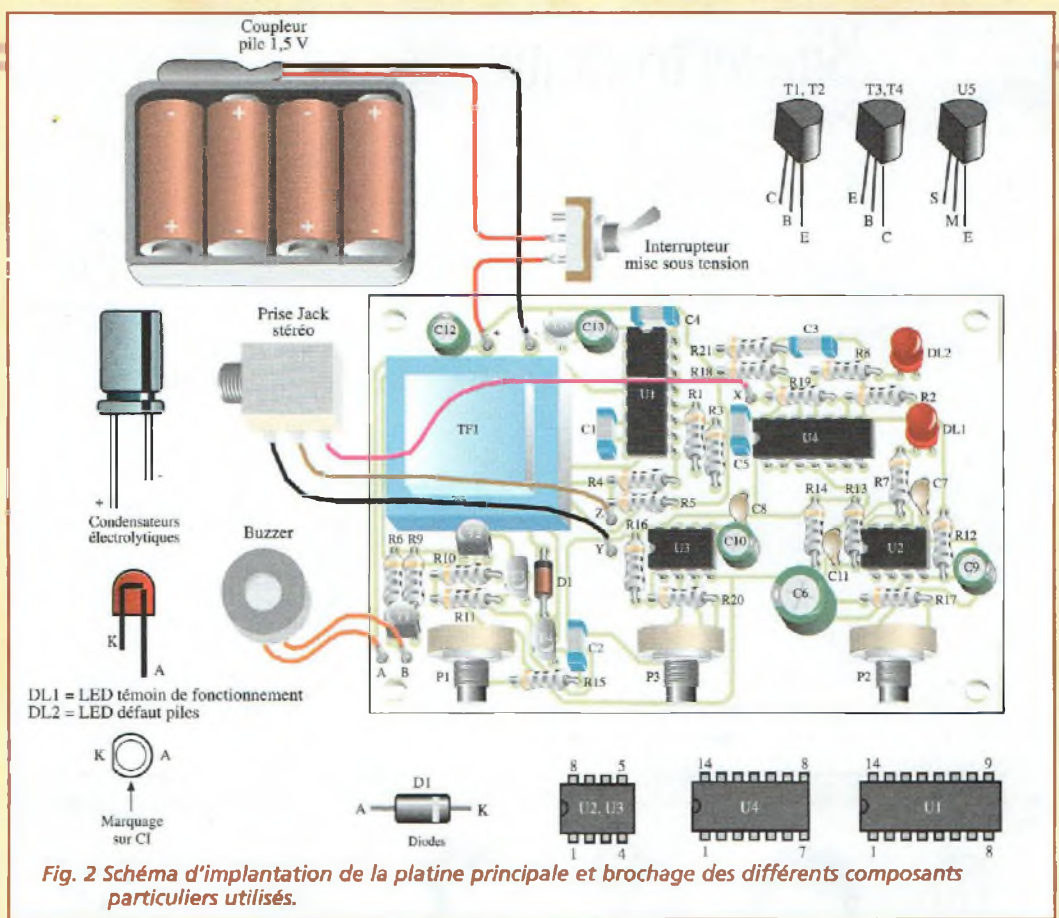 Coupleur
pile 1,5 V
T1, T2
T3,T4
U5
- + - +
+ - + -
C
B
E
E
B
C
S
M
E
Interrupteur
mise sous tension
Prise Jack
stéréo
C12
+
-
C13
C4
R21
C3
R8
DL2
R18
X
R19
R2
U1
R1
R3
TF1
C1
C5
U4
DL1
R4
R5
R7
C7
Z
R14
R13
C8
R16
+
-
Condensateurs
électrolytiques
Buzzer
Y
R6
R9
U3
C10
U2
R12
R10
D1
C11
C9
C6
R11
R20
R17
C2
K
A
A
B
P1
R15
P3
P2
DL1 = LED témoin de fonctionnement
DL2 = LED défaut piles
K
A
Marquage
sur CI
D1
A
K
Diodes
8
5
U2, U3
1
4
14
8
U4
1
7
14
9
U1
1
8
Fig. 2 Schéma d'implantation de la platine principale et brochage des différents composants
particuliers utilisés.